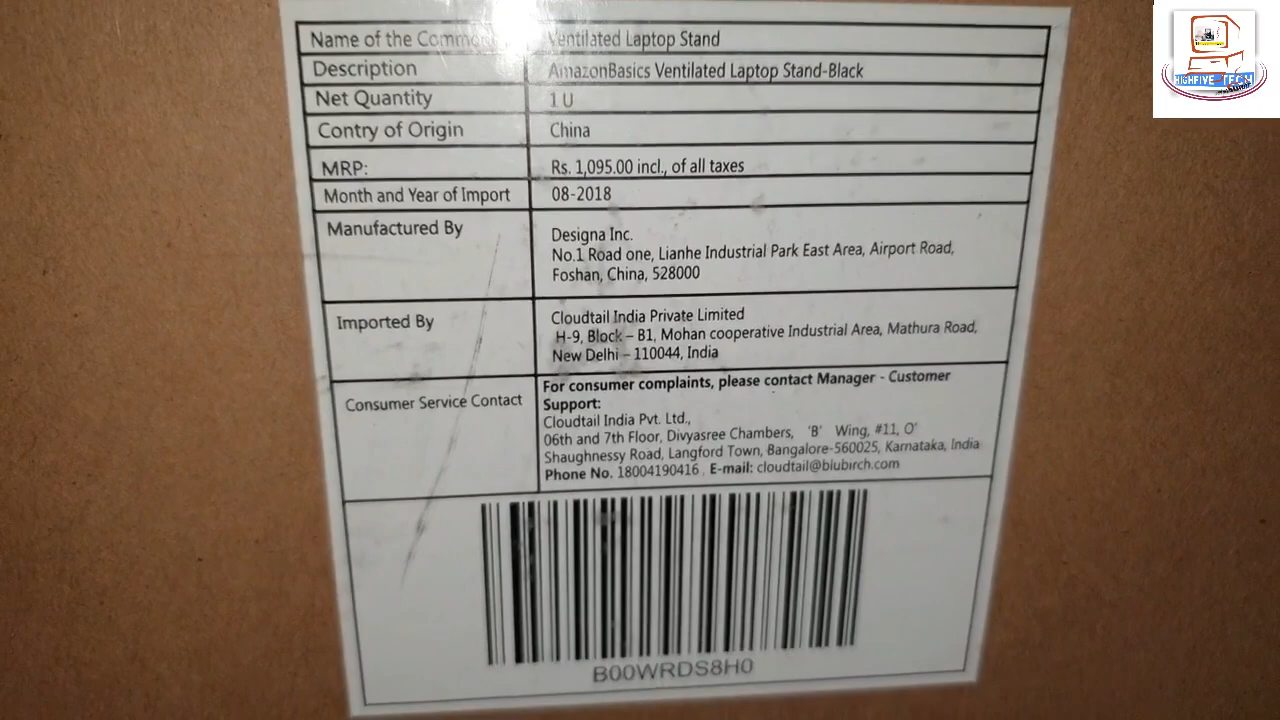 Name of the Commo Ventilated Laptop Stand
Description AmazonBasics Ventilated Laptop Stand-Black
Net Quantity 1 U
Contry of Origin China
MRP: Rs. 1,095.00 incl., of all taxes
Month and Year of Import 08-2018
Manufactured By
Designa Inc.
No.1 Road one, Lianhe Industrial Park East Area, Airport Road,
Foshan, China, 528000
Imported By
Cloudtail India Private Limited
H-9, Block – B1, Mohan cooperative Industrial Area, Mathura Road,
New Delhi – 110044, India
Consumer Service Contact
For consumer complaints, please contact Manager - Customer
Support:
Cloudtail India Pvt. Ltd.,
06th and 7th Floor, Divyasree Chambers, 'B' Wing, #11, O'
Shaughnessy Road, Langford Town, Bangalore-560025, Karnataka, India
Phone No. 18004190416 , E-mail: cloudtail@blubirch.com
B00WRDS8H0
HIGHFIVE TECH